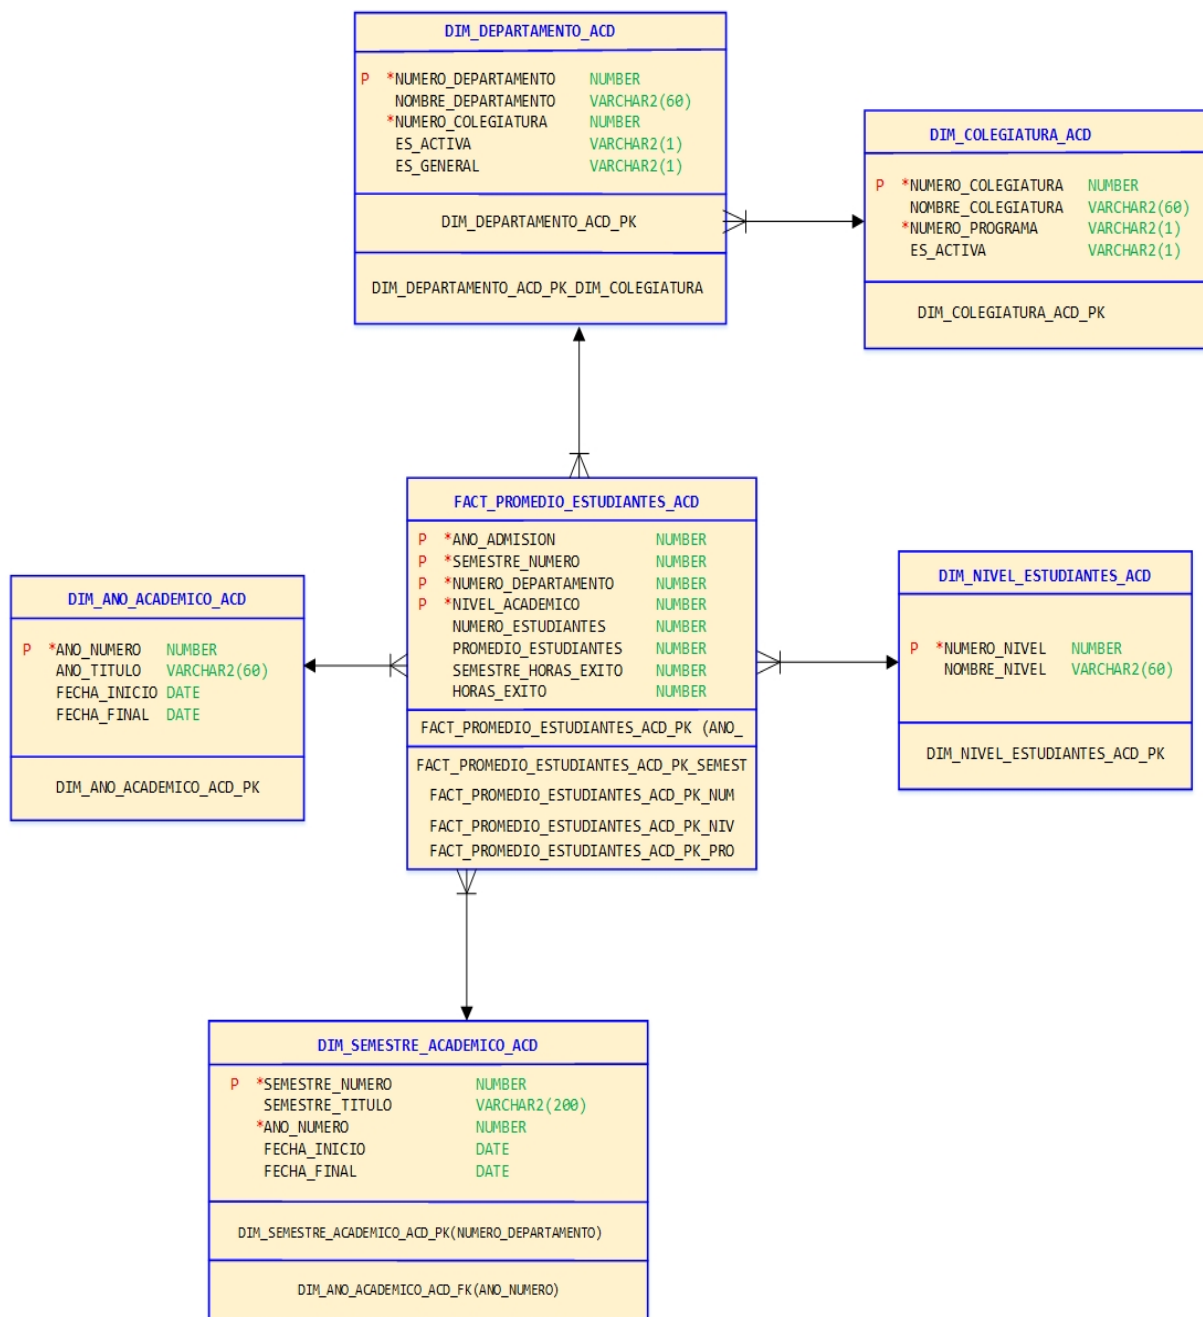 DIM_DEPARTAMENTO_ACD
P *NUMERO_DEPARTAMENTO NUMBER
NOMBRE_DEPARTAMENTO VARCHAR2(60)
*NUMERO_COLEGIATURA NUMBER
ES_ACTIVA VARCHAR2(1)
ES_GENERAL VARCHAR2(1)
DIM_DEPARTAMENTO_ACD_PK
DIM_DEPARTAMENTO_ACD_PK_DIM_COLEGIATURA
DIM_COLEGIATURA_ACD
P *NUMERO_COLEGIATURA NUMBER
NOMBRE_COLEGIATURA VARCHAR2(60)
*NUMERO_PROGRAMA VARCHAR2(1)
ES_ACTIVA VARCHAR2(1)
DIM_COLEGIATURA_ACD_PK
FACT_PROMEDIO_ESTUDIANTES_ACD
P *ANO_ADMISION NUMBER
P *SEMESTRE_NUMERO NUMBER
P *NUMERO_DEPARTAMENTO NUMBER
P *NIVEL_ACADEMICO NUMBER
NUMERO_ESTUDIANTES NUMBER
PROMEDIO_ESTUDIANTES NUMBER
SEMESTRE_HORAS_EXITO NUMBER
HORAS_EXITO NUMBER
FACT_PROMEDIO_ESTUDIANTES_ACD_PK (ANO_
FACT_PROMEDIO_ESTUDIANTES_ACD_PK_SEMEST
FACT_PROMEDIO_ESTUDIANTES_ACD_PK_NUM
FACT_PROMEDIO_ESTUDIANTES_ACD_PK_NIV
FACT_PROMEDIO_ESTUDIANTES_ACD_PK_PRO
DIM_ANO_ACADEMICO_ACD
P *ANO_NUMERO NUMBER
ANO_TITULO VARCHAR2(60)
FECHA_INICIO DATE
FECHA_FINAL DATE
DIM_ANO_ACADEMICO_ACD_PK
DIM_NIVEL_ESTUDIANTES_ACD
P *NUMERO_NIVEL NUMBER
NOMBRE_NIVEL VARCHAR2(60)
DIM_NIVEL_ESTUDIANTES_ACD_PK
DIM_SEMESTRE_ACADEMICO_ACD
P *SEMESTRE_NUMERO NUMBER
SEMESTRE_TITULO VARCHAR2(200)
*ANO_NUMERO NUMBER
FECHA_INICIO DATE
FECHA_FINAL DATE
DIM_SEMESTRE_ACADEMICO_ACD_PK(NUMERO_DEPARTAMENTO)
DIM_ANO_ACADEMICO_ACD_FK(ANO_NUMERO)